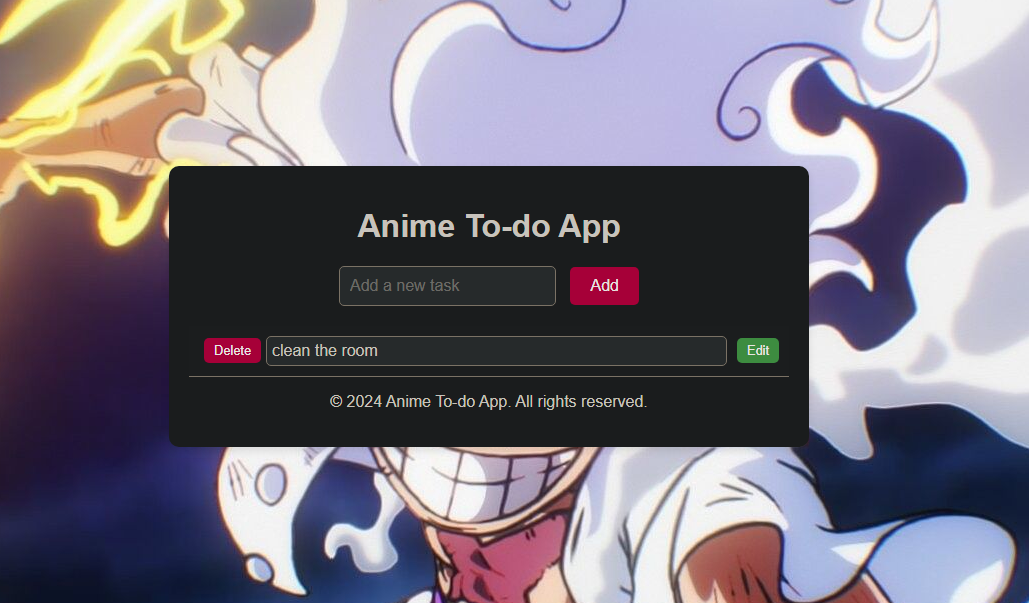 Anime To-do App
Add a new task Add
Delete clean the room Edit
© 2024 Anime To-do App. All rights reserved.